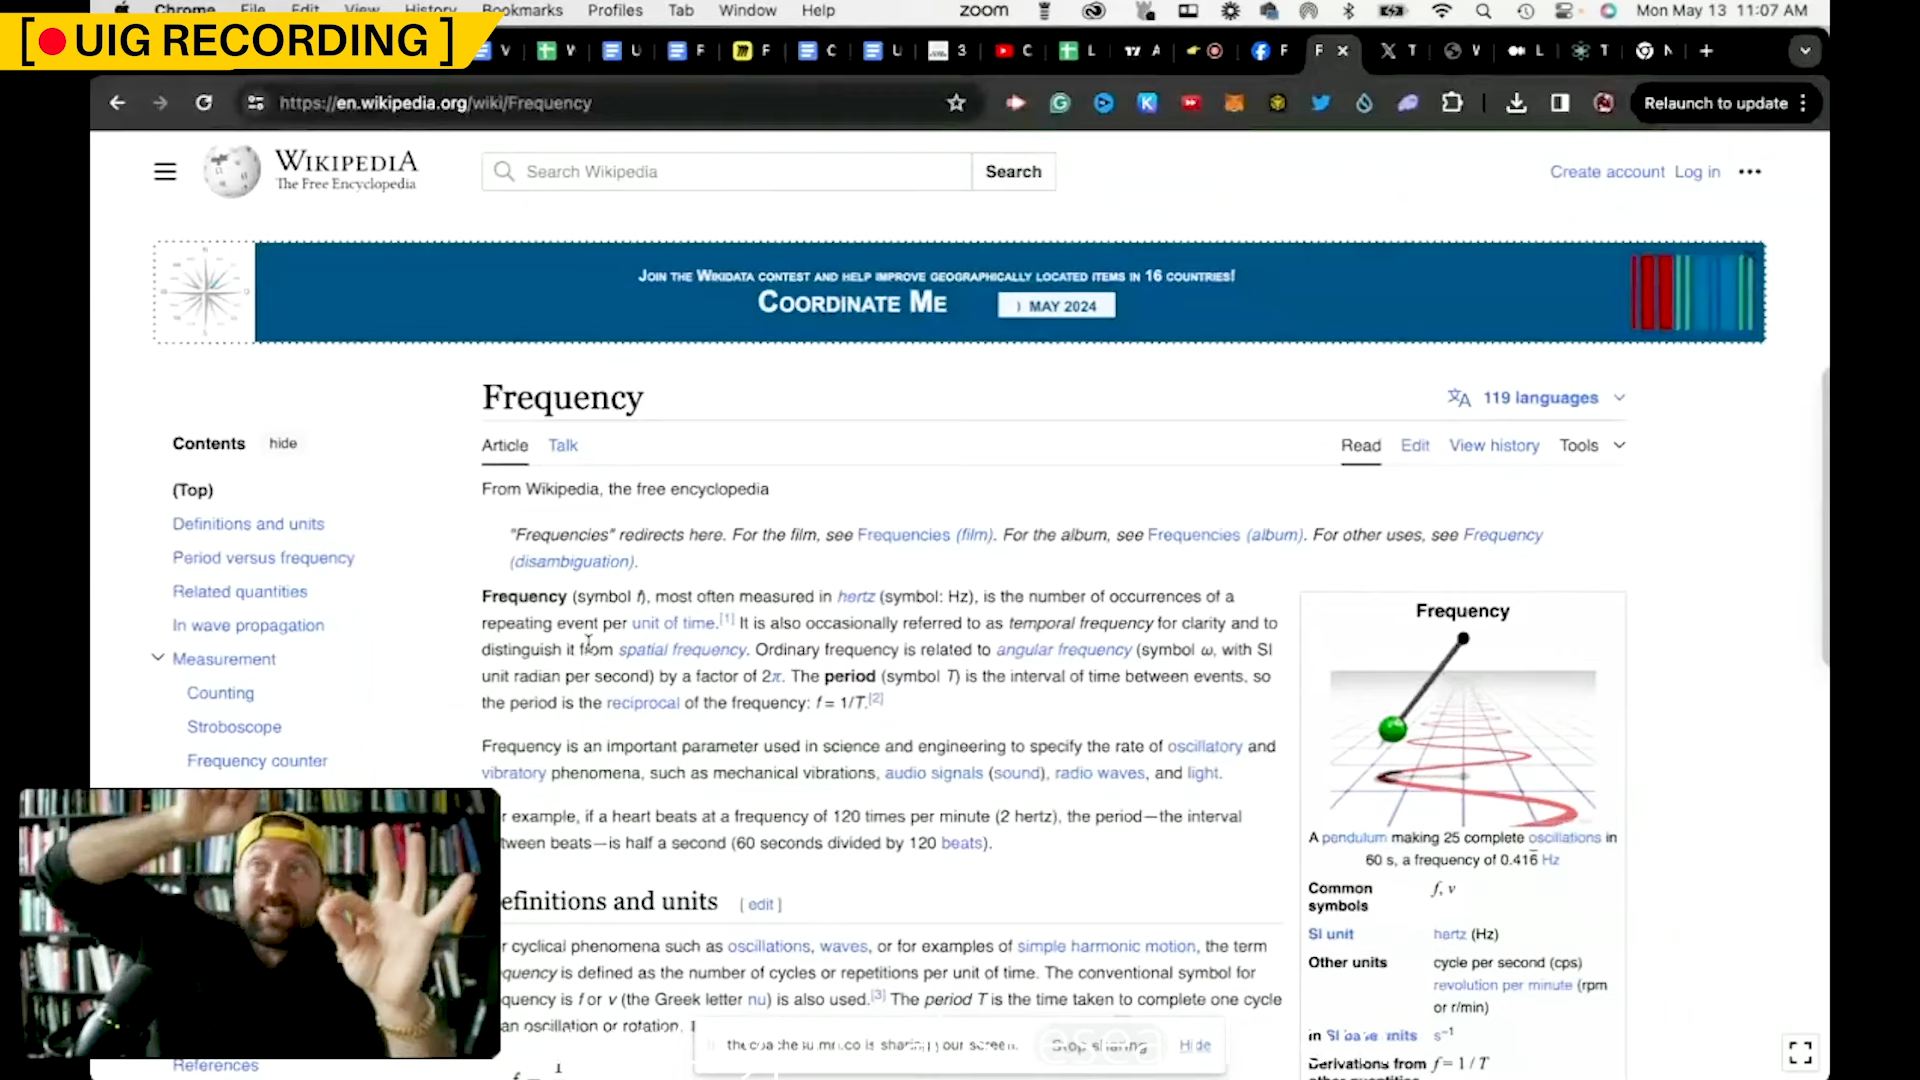 [ UIG RECORDING ]
Chrome File Edit View History Bookmarks Profiles Tab Window Help
zoom
Mon May 13 11:07 AM
https://en.wikipedia.org/wiki/Frequency
Relaunch to update
WIKIPEDIA
The Free Encyclopedia
Search Wikipedia
Search
Create account Log in
JOIN THE WIKIDATA CONTEST AND HELP IMPROVE GEOGRAPHICALLY LOCATED ITEMS IN 16 COUNTRIES!
COORDINATE ME
MAY 2024
Frequency
119 languages
Contents hide
Article Talk
Read Edit View history Tools
(Top)
Definitions and units
Period versus frequency
Related quantities
In wave propagation
Measurement
Counting
Stroboscope
Frequency counter
References
From Wikipedia, the free encyclopedia
"Frequencies" redirects here. For the film, see Frequencies (film). For the album, see Frequencies (album). For other uses, see Frequency
(disambiguation).
Frequency (symbol f), most often measured in hertz (symbol: Hz), is the number of occurrences of a
repeating event per unit of time.[1] It is also occasionally referred to as temporal frequency for clarity and to
distinguish it from spatial frequency. Ordinary frequency is related to angular frequency (symbol ω, with SI
unit radian per second) by a factor of 2π. The period (symbol T) is the interval of time between events, so
the period is the reciprocal of the frequency: f = 1/T.[2]
Frequency is an important parameter used in science and engineering to specify the rate of oscillatory and
vibratory phenomena, such as mechanical vibrations, audio signals (sound), radio waves, and light.
r example, if a heart beats at a frequency of 120 times per minute (2 hertz), the period—the interval
tween beats—is half a second (60 seconds divided by 120 beats).
efinitions and units [ edit ]
r cyclical phenomena such as oscillations, waves, or for examples of simple harmonic motion, the term
quency is defined as the number of cycles or repetitions per unit of time. The conventional symbol for
quency is f or ν (the Greek letter nu) is also used.[3] The period T is the time taken to complete one cycle
an oscillation or rotation.
is sharing your screen. Stop sharing Hide
Frequency
A pendulum making 25 complete oscillations in
60 s, a frequency of 0.416 Hz
Common
symbols
f, ν
SI unit hertz (Hz)
Other units cycle per second (cps)
revolution per minute (rpm
or r/min)
in SI base units s−1
Derivations from f = 1 / T